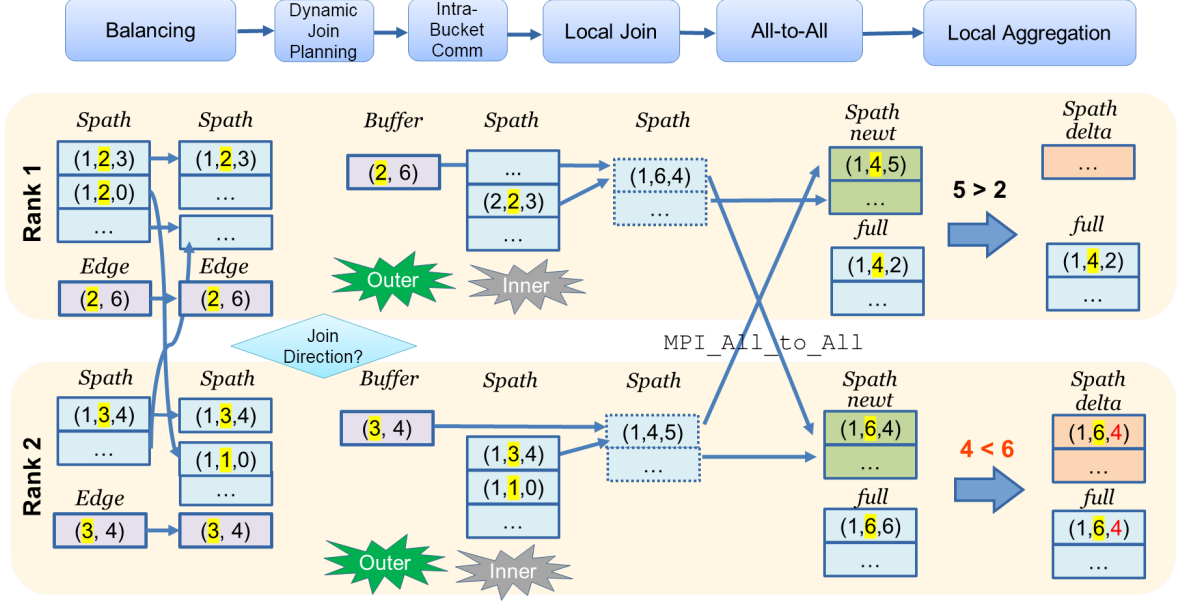 Balancing
Dynamic
Join
Planning
Intra-
Bucket
Comm
Local Join
All-to-All
Local Aggregation
Rank 1
Spath
(1,2,3)
(1,2,0)
...
Edge
(2, 6)
Spath
(1,2,3)
...
...
Edge
(2, 6)
Buffer
(2, 6)
Outer
Spath
...
(2,2,3)
...
Inner
Spath
(1,6,4)
...
Spath
newt
(1,4,5)
...
full
(1,4,2)
...
5 > 2
Spath
delta
...
full
(1,4,2)
...
Join
Direction?
MPI_All_to_All
Rank 2
Spath
(1,3,4)
...
Edge
(3, 4)
Spath
(1,3,4)
(1,1,0)
...
(3, 4)
Buffer
(3, 4)
Outer
Spath
(1,3,4)
(1,1,0)
...
Inner
Spath
(1,4,5)
...
Spath
newt
(1,6,4)
...
full
(1,6,6)
...
4 < 6
Spath
delta
(1,6,4)
...
full
(1,6,4)
...